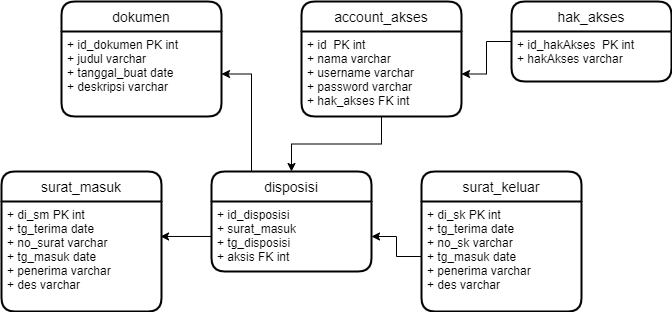 dokumen
+ id_dokumen PK int
+ judul varchar
+ tanggal_buat date
+ deskripsi varchar
account_akses
+ id  PK int
+ nama varchar
+ username varchar
+ password varchar
+ hak_akses FK int
hak_akses
+ id_hakAkses  PK int
+ hakAkses varchar
surat_masuk
+ di_sm PK int
+ tg_terima date
+ no_surat varchar
+ tg_masuk date
+ penerima varchar
+ des varchar
disposisi
+ id_disposisi
+ surat_masuk
+ tg_disposisi
+ aksis FK int
surat_keluar
+ di_sk PK int
+ tg_terima date
+ no_sk varchar
+ tg_masuk date
+ penerima varchar
+ des varchar